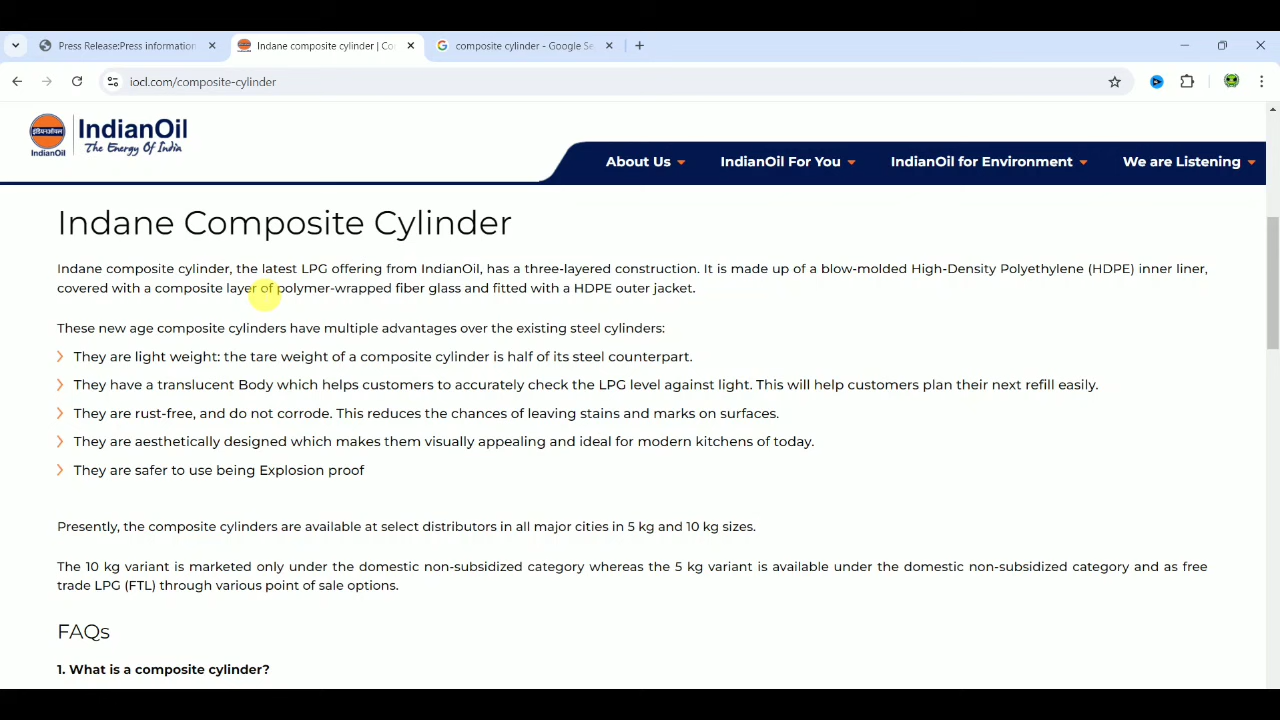 Press Release:Press information
Indane composite cylinder | Co
composite cylinder - Google Se
iocl.com/composite-cylinder
इंडियनऑयल
IndianOil
IndianOil
The Energy Of India
About Us
IndianOil For You
IndianOil for Environment
We are Listening
Indane Composite Cylinder
Indane composite cylinder, the latest LPG offering from IndianOil, has a three-layered construction. It is made up of a blow-molded High-Density Polyethylene (HDPE) inner liner,
covered with a composite layer of polymer-wrapped fiber glass and fitted with a HDPE outer jacket.
These new age composite cylinders have multiple advantages over the existing steel cylinders:
They are light weight: the tare weight of a composite cylinder is half of its steel counterpart.
They have a translucent Body which helps customers to accurately check the LPG level against light. This will help customers plan their next refill easily.
They are rust-free, and do not corrode. This reduces the chances of leaving stains and marks on surfaces.
They are aesthetically designed which makes them visually appealing and ideal for modern kitchens of today.
They are safer to use being Explosion proof
Presently, the composite cylinders are available at select distributors in all major cities in 5 kg and 10 kg sizes.
The 10 kg variant is marketed only under the domestic non-subsidized category whereas the 5 kg variant is available under the domestic non-subsidized category and as free
trade LPG (FTL) through various point of sale options.
FAQs
1. What is a composite cylinder?